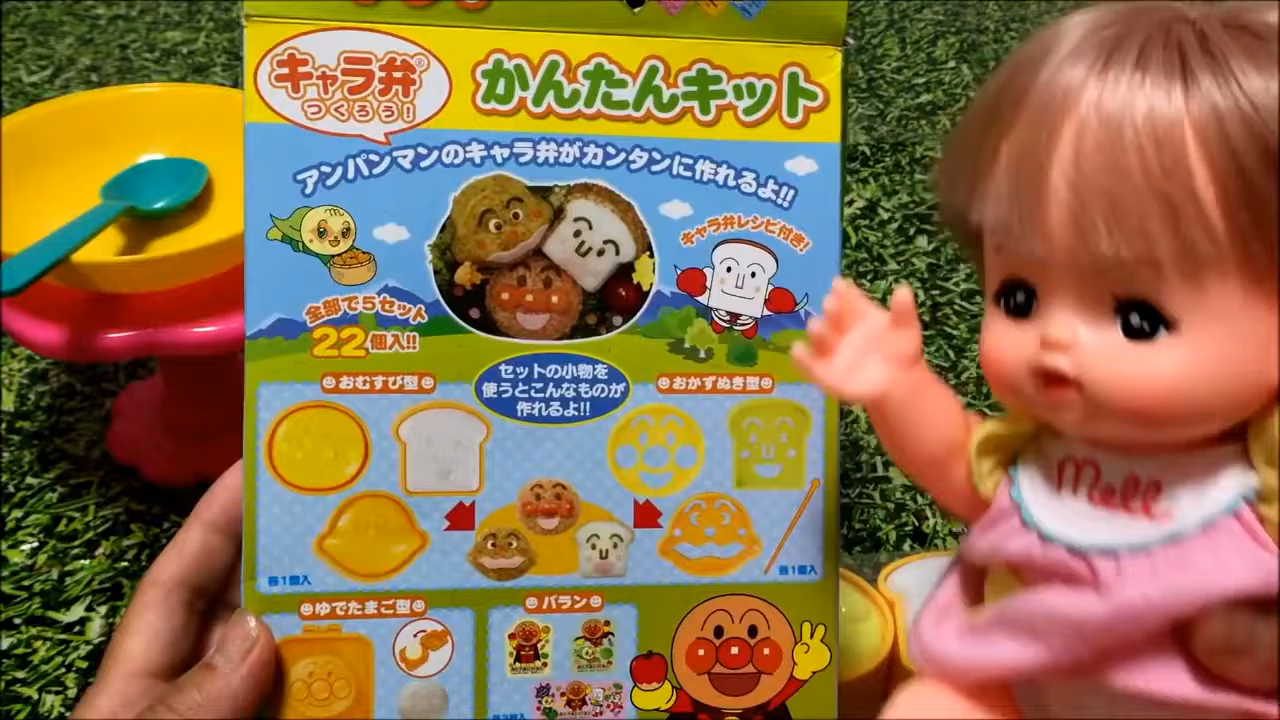 キャラ弁®
つくろう!
かんたんキット
アンパンマンのキャラ弁がカンタンに作れるよ!!
キャラ弁レシピ付き!
全部で5セット
22個入!!
セットの小物を
使うとこんなものが
作れるよ!!
おむすび型
おかずぬき型
各1個入
各1個入
ゆでたまご型
バラン
Mell